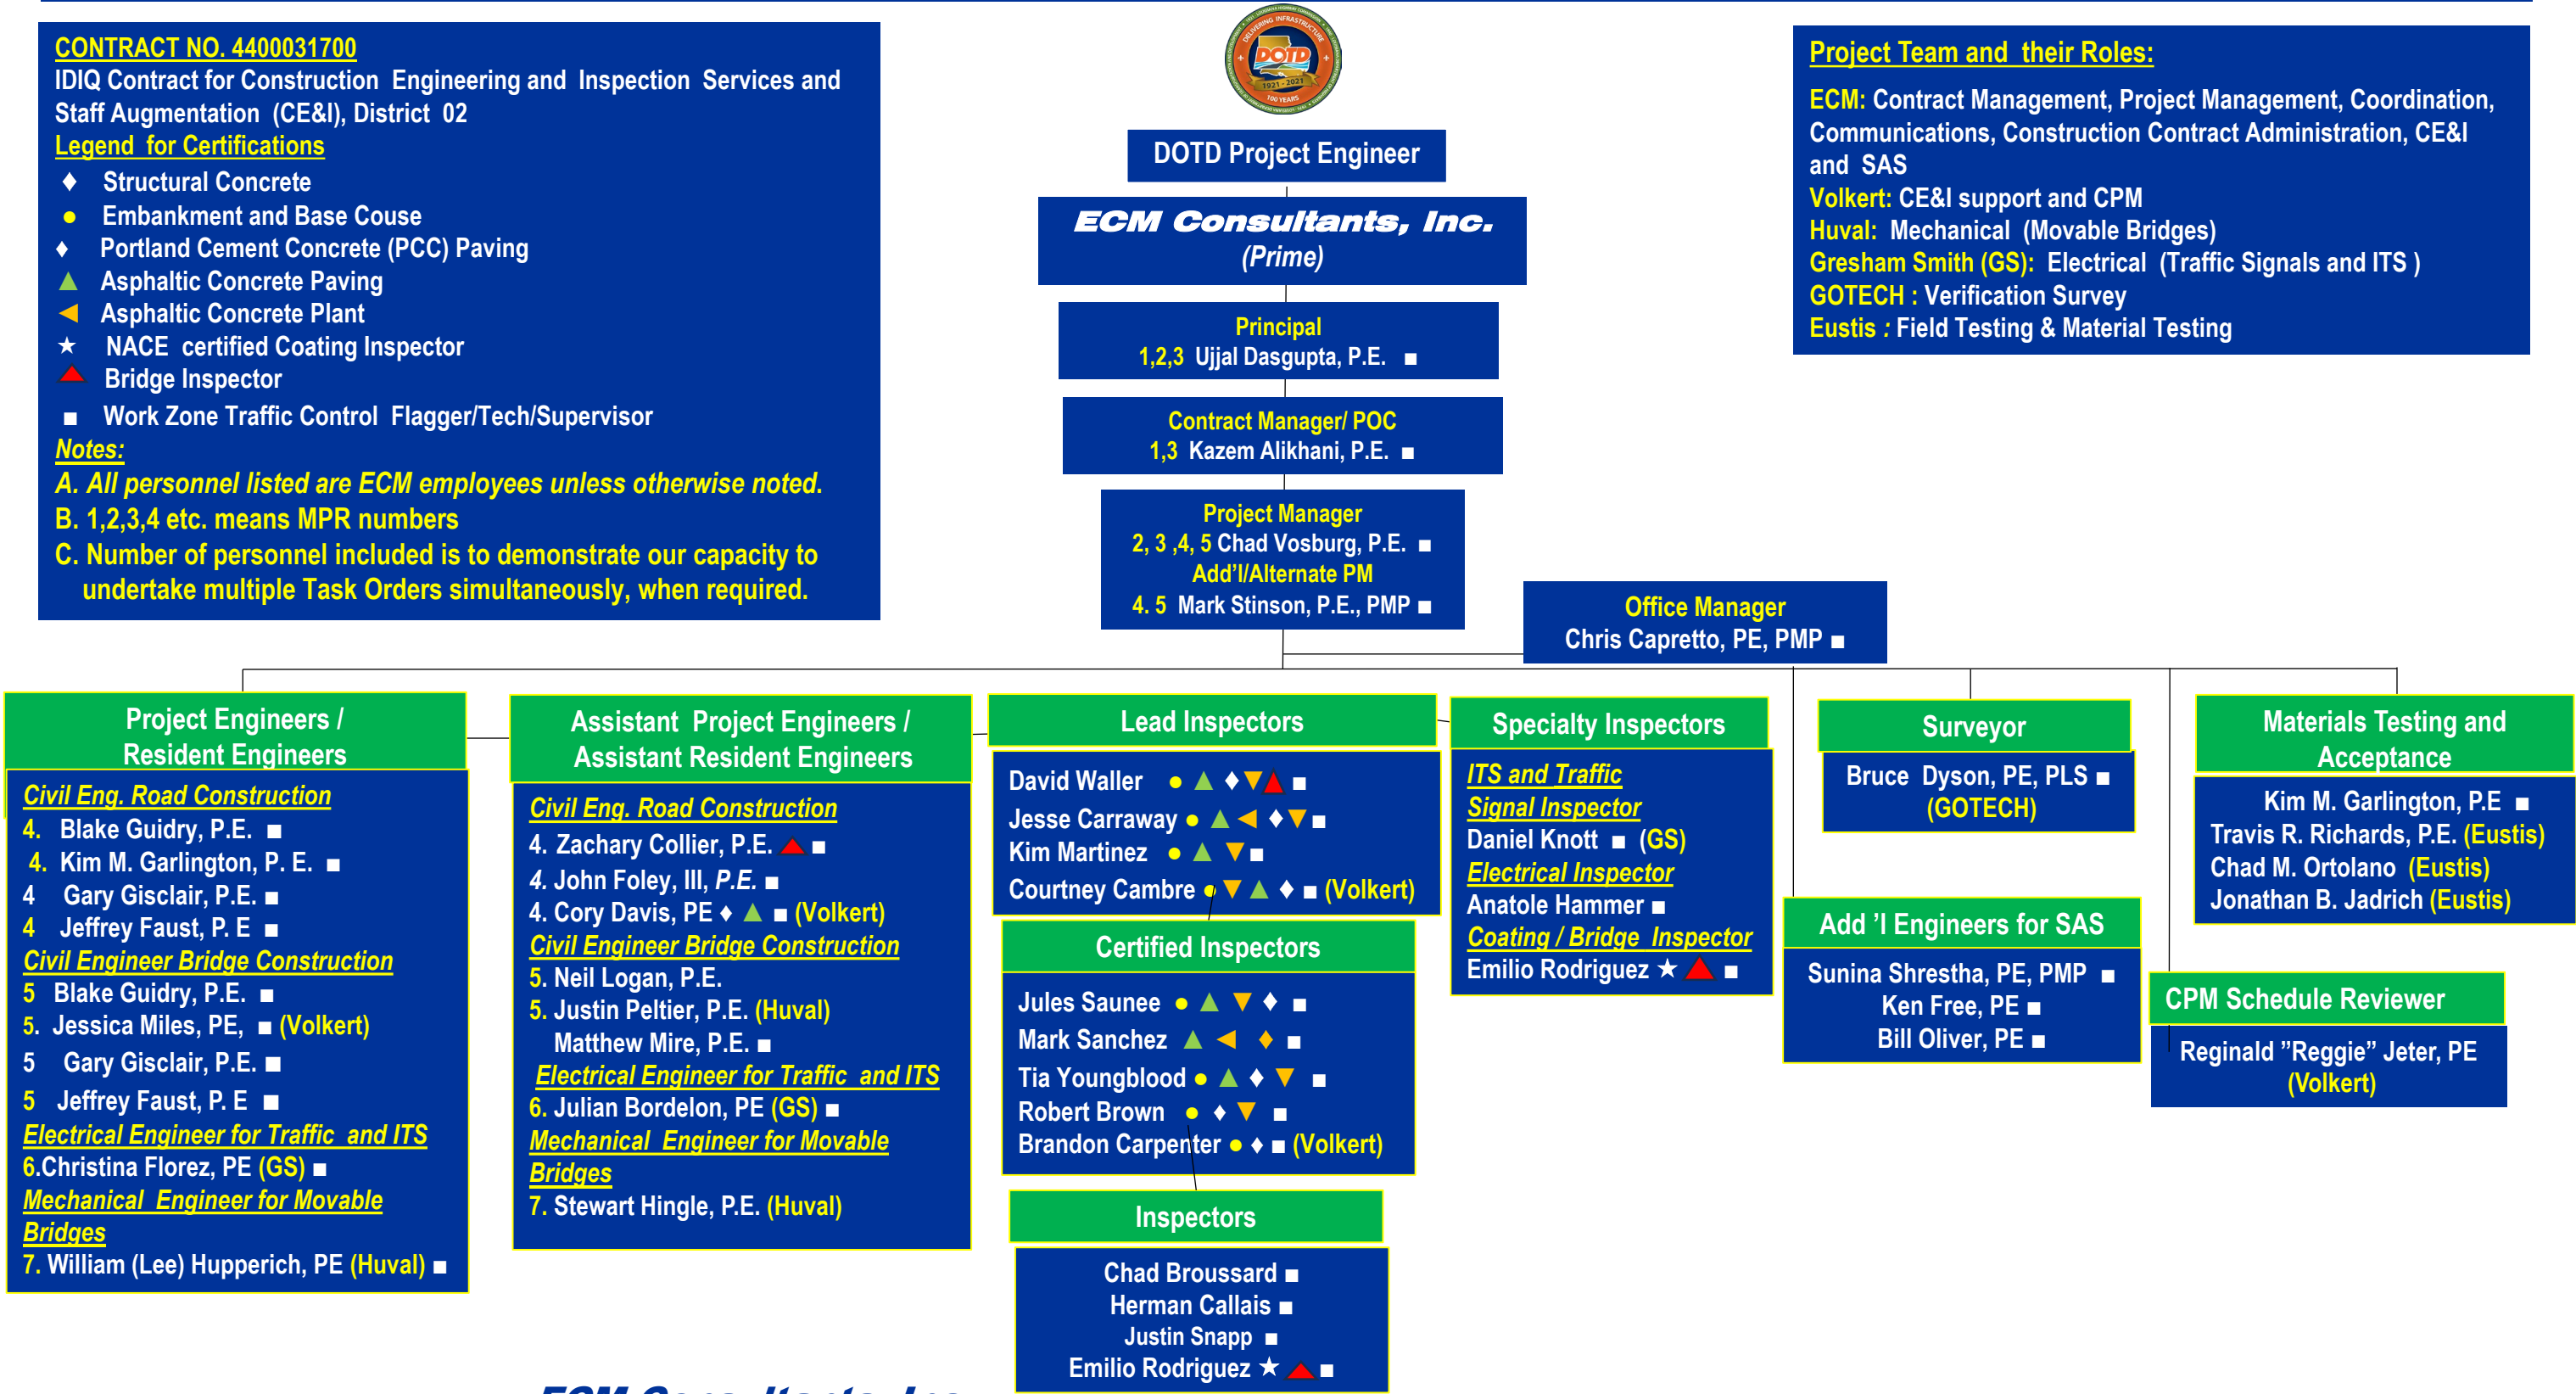 CONTRACT NO. 4400031700
IDIQ Contract for Construction Engineering and Inspection Services and
Staff Augmentation (CE&I), District 02
Legend for Certifications
♦ Structural Concrete
● Embankment and Base Couse
♦ Portland Cement Concrete (PCC) Paving
▲ Asphaltic Concrete Paving
◄ Asphaltic Concrete Plant
★ NACE certified Coating Inspector
▲ Bridge Inspector
■ Work Zone Traffic Control Flagger/Tech/Supervisor
Notes:
A. All personnel listed are ECM employees unless otherwise noted.
B. 1,2,3,4 etc. means MPR numbers
C. Number of personnel included is to demonstrate our capacity to
undertake multiple Task Orders simultaneously, when required.
DELIVERING INFRASTRUCTURE
DOTD
1921 - 2021
100 YEARS
DOTD Project Engineer
ECM Consultants, Inc.
(Prime)
Principal
1,2,3 Ujjal Dasgupta, P.E. ■
Contract Manager/ POC
1,3 Kazem Alikhani, P.E. ■
Project Manager
2, 3 ,4, 5 Chad Vosburg, P.E. ■
Add'l/Alternate PM
4. 5 Mark Stinson, P.E., PMP ■
Office Manager
Chris Capretto, PE, PMP ■
Project Team and their Roles:
ECM: Contract Management, Project Management, Coordination,
Communications, Construction Contract Administration, CE&I
and SAS
Volkert: CE&I support and CPM
Huval: Mechanical (Movable Bridges)
Gresham Smith (GS): Electrical (Traffic Signals and ITS )
GOTECH : Verification Survey
Eustis : Field Testing & Material Testing
Project Engineers /
Resident Engineers
Civil Eng. Road Construction
4. Blake Guidry, P.E. ■
4. Kim M. Garlington, P. E. ■
4 Gary Gisclair, P.E. ■
4 Jeffrey Faust, P. E ■
Civil Engineer Bridge Construction
5 Blake Guidry, P.E. ■
5. Jessica Miles, PE, ■ (Volkert)
5 Gary Gisclair, P.E. ■
5 Jeffrey Faust, P. E ■
Electrical Engineer for Traffic and ITS
6.Christina Florez, PE (GS) ■
Mechanical Engineer for Movable
Bridges
7. William (Lee) Hupperich, PE (Huval) ■
Assistant Project Engineers /
Assistant Resident Engineers
Civil Eng. Road Construction
4. Zachary Collier, P.E. ▲ ■
4. John Foley, III, P.E. ■
4. Cory Davis, PE ♦ ▲ ■ (Volkert)
Civil Engineer Bridge Construction
5. Neil Logan, P.E.
5. Justin Peltier, P.E. (Huval)
Matthew Mire, P.E. ■
Electrical Engineer for Traffic and ITS
6. Julian Bordelon, PE (GS) ■
Mechanical Engineer for Movable
Bridges
7. Stewart Hingle, P.E. (Huval)
Lead Inspectors
David Waller ● ▲ ♦ ▼ ▲ ■
Jesse Carraway ● ▲ ◄ ♦ ▼ ■
Kim Martinez ● ▲ ▼ ■
Courtney Cambre ● ▼ ▲ ♦ ■ (Volkert)
Certified Inspectors
Jules Saunee ● ▲ ▼ ♦ ■
Mark Sanchez ▲ ◄ ♦ ■
Tia Youngblood ● ▲ ♦ ▼ ■
Robert Brown ● ♦ ▼ ■
Brandon Carpenter ● ♦ ■ (Volkert)
Inspectors
Chad Broussard ■
Herman Callais ■
Justin Snapp ■
Emilio Rodriguez ★ ▲ ■
Specialty Inspectors
ITS and Traffic
Signal Inspector
Daniel Knott ■ (GS)
Electrical Inspector
Anatole Hammer ■
Coating / Bridge Inspector
Emilio Rodriguez ★ ▲ ■
Surveyor
Bruce Dyson, PE, PLS ■
(GOTECH)
Add 'l Engineers for SAS
Sunina Shrestha, PE, PMP ■
Ken Free, PE ■
Bill Oliver, PE ■
Materials Testing and
Acceptance
Kim M. Garlington, P.E ■
Travis R. Richards, P.E. (Eustis)
Chad M. Ortolano (Eustis)
Jonathan B. Jadrich (Eustis)
CPM Schedule Reviewer
Reginald ”Reggie” Jeter, PE
(Volkert)